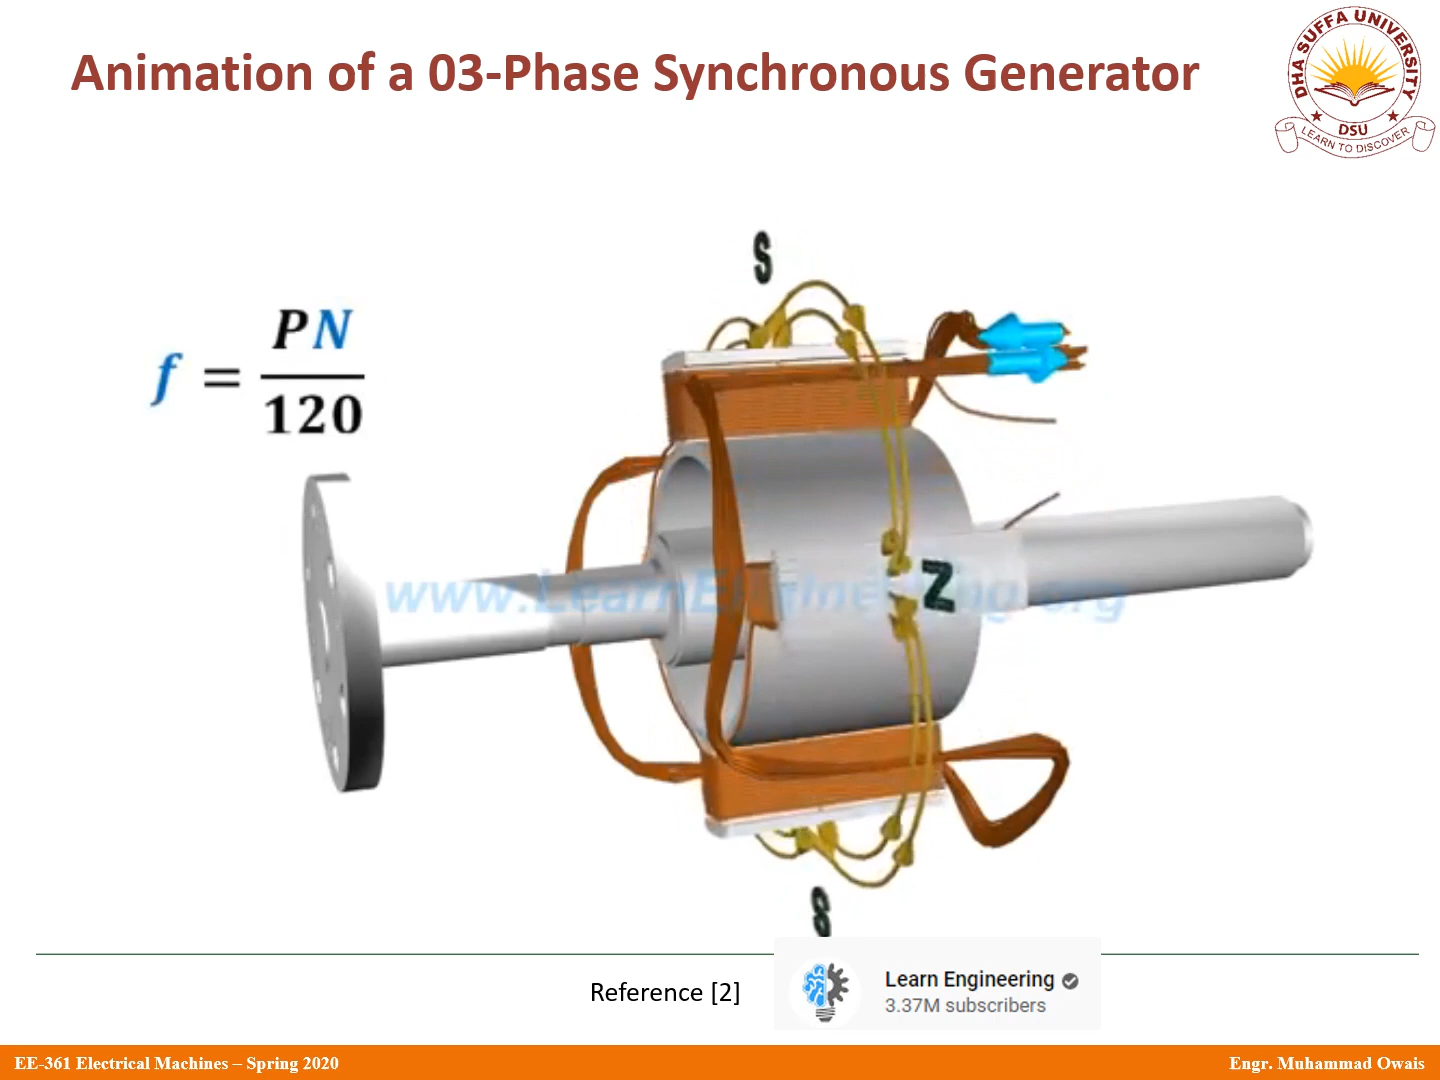 Animation of a 03-Phase Synchronous Generator
DHA SUFFA UNIVERSITY
DSU
LEARN TO DISCOVER
S
f = PN
120
www.LearnEngineering.org
N
S
Reference [2]
Learn Engineering
3.37M subscribers
EE-361 Electrical Machines – Spring 2020
Engr. Muhammad Owais